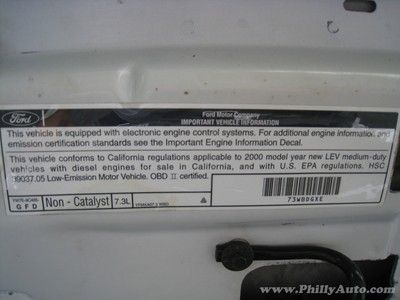 Ford
Ford Motor Company
IMPORTANT VEHICLE INFORMATION
This vehicle is equipped with electronic engine control systems. For additional engine information and
emission certification standards see the Important Engine Information Decal.
This vehicle conforms to California regulations applicable to 2000 model year new LEV medium-duty
vehicles with diesel engines for sale in California, and with U.S. EPA regulations. HSC
99037.05 Low-Emission Motor Vehicle. OBD II certified.
GFD
Non - Catalyst
7.3L
73WDDGXE
www.PhillyAuto.com